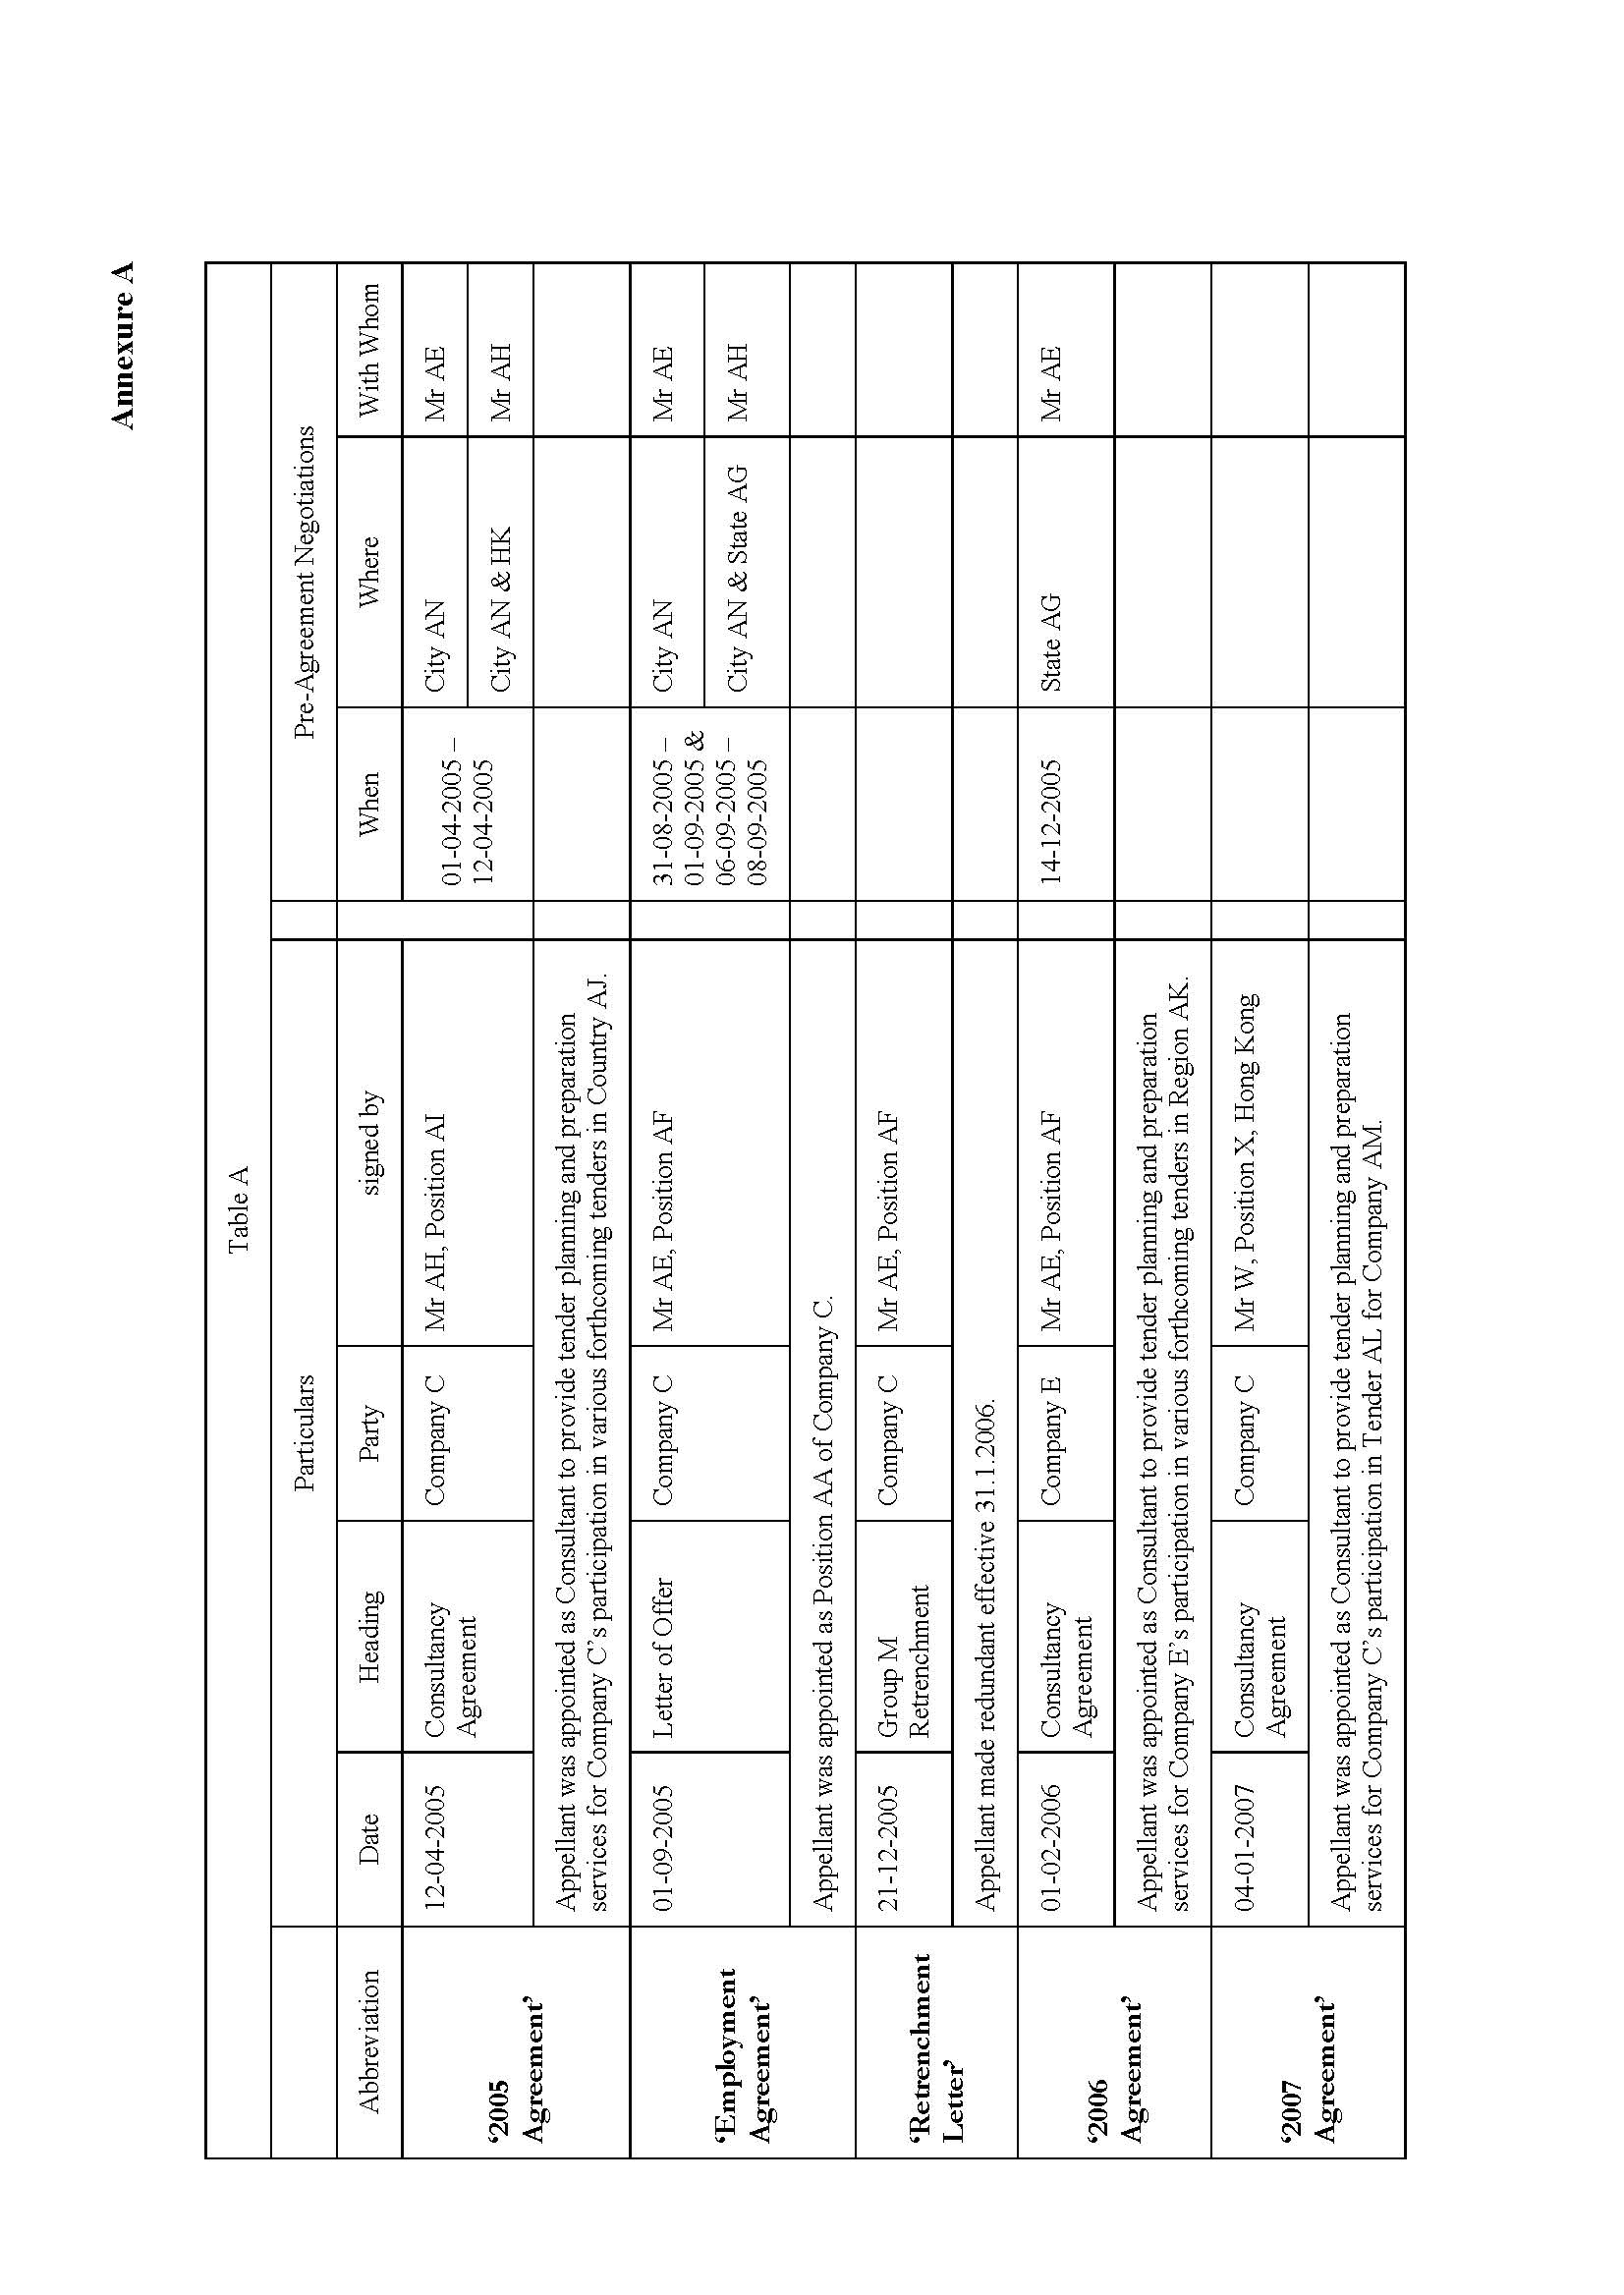 Annexure A
Table A
Particulars
Pre-Agreement Negotiations
Abbreviation
Date
Heading
Party
signed by
When
Where
With Whom
‘2005
Agreement’
12-04-2005
Consultancy
Agreement
Company C
Mr AH, Position AI
01-04-2005 –
12-04-2005
City AN
Mr AE
City AN & HK
Mr AH
Appellant was appointed as Consultant to provide tender planning and preparation
services for Company C’s participation in various forthcoming tenders in Country AJ.
‘Employment
Agreement’
01-09-2005
Letter of Offer
Company C
Mr AE, Position AF
31-08-2005 –
01-09-2005 &
06-09-2005 –
08-09-2005
City AN
Mr AE
City AN & State AG
Mr AH
Appellant was appointed as Position AA of Company C.
‘Retrenchment
Letter’
21-12-2005
Group M
Retrenchment
Company C
Mr AE, Position AF
Appellant made redundant effective 31.1.2006.
‘2006
Agreement’
01-02-2006
Consultancy
Agreement
Company E
Mr AE, Position AF
14-12-2005
State AG
Mr AE
Appellant was appointed as Consultant to provide tender planning and preparation
services for Company E’s participation in various forthcoming tenders in Region AK.
‘2007
Agreement’
04-01-2007
Consultancy
Agreement
Company C
Mr W, Position X, Hong Kong
Appellant was appointed as Consultant to provide tender planning and preparation
services for Company C’s participation in Tender AL for Company AM.